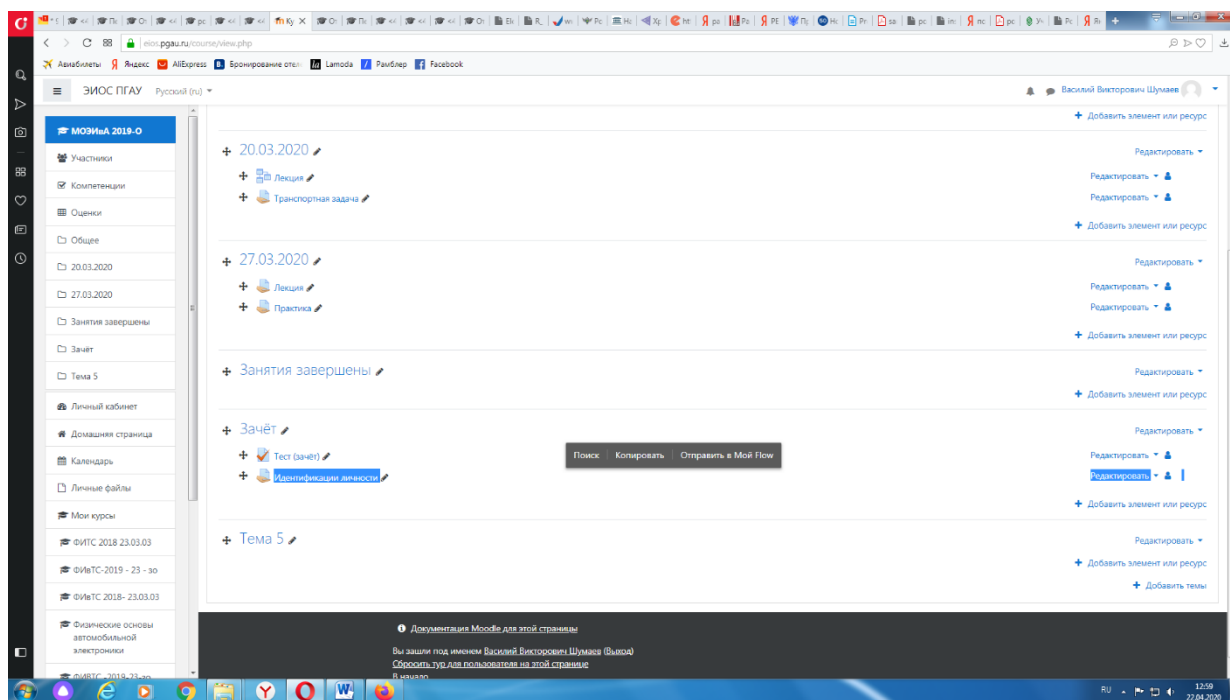 eios.pgau.ru/course/view.php
Авиабилеты Яндекс AliExpress Бронирование отел Lamoda Рамблер Facebook
ЭИОС ПГАУ Русский (ru)
Василий Викторович Шумаев
МОЭИвА 2019-О
Участники
Компетенции
Оценки
Общее
20.03.2020
27.03.2020
Занятия завершены
Зачёт
Тема 5
Личный кабинет
Домашняя страница
Календарь
Личные файлы
Мои курсы
ФИТС 2018 23.03.03
ФИвТС-2019 - 23 - зо
ФИвТС 2018- 23.03.03
Физические основы
автомобильной
электроники
ФИВТС -2019-23-зо
Добавить элемент или ресурс
20.03.2020 Редактировать
Лекция Редактировать
Транспортная задача Редактировать
Добавить элемент или ресурс
27.03.2020 Редактировать
Лекция Редактировать
Практика Редактировать
Добавить элемент или ресурс
Занятия завершены Редактировать
Добавить элемент или ресурс
Зачёт Редактировать
Тест (зачёт) Редактировать
Поиск Копировать Отправить в Мой Flow
Идентификации личности Редактировать
Добавить элемент или ресурс
Тема 5 Редактировать
Добавить элемент или ресурс
Добавить темы
Документация Moodle для этой страницы
Вы зашли под именем Василий Викторович Шумаев (Выход)
Сбросить тур для пользователя на этой странице
В начало
RU 12:59
22.04.2020